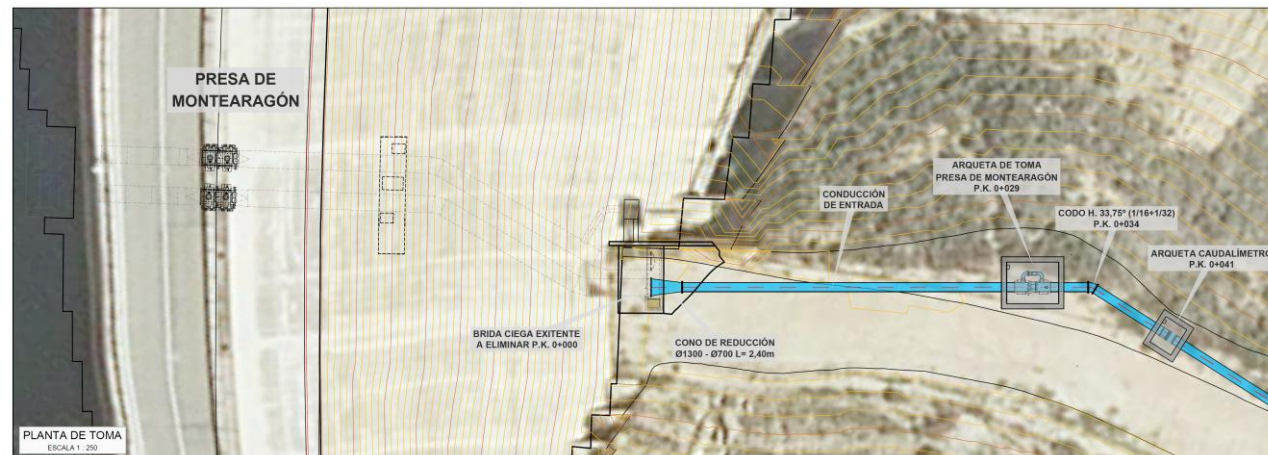 PRESA DE
MONTEARAGÓN
ARQUETA DE TOMA
PRESA DE MONTEARAGÓN
P.K. 0+029
CONDUCCIÓN
DE ENTRADA
CODO H. 33,75º (1/16+1/32)
P.K. 0+034
ARQUETA CAUDALÍMETRO
P.K. 0+041
BRIDA CIEGA EXITENTE
A ELIMINAR P.K. 0+000
CONO DE REDUCCIÓN
Ø1300 - Ø700 L= 2,40m
PLANTA DE TOMA
ESCALA 1 : 250